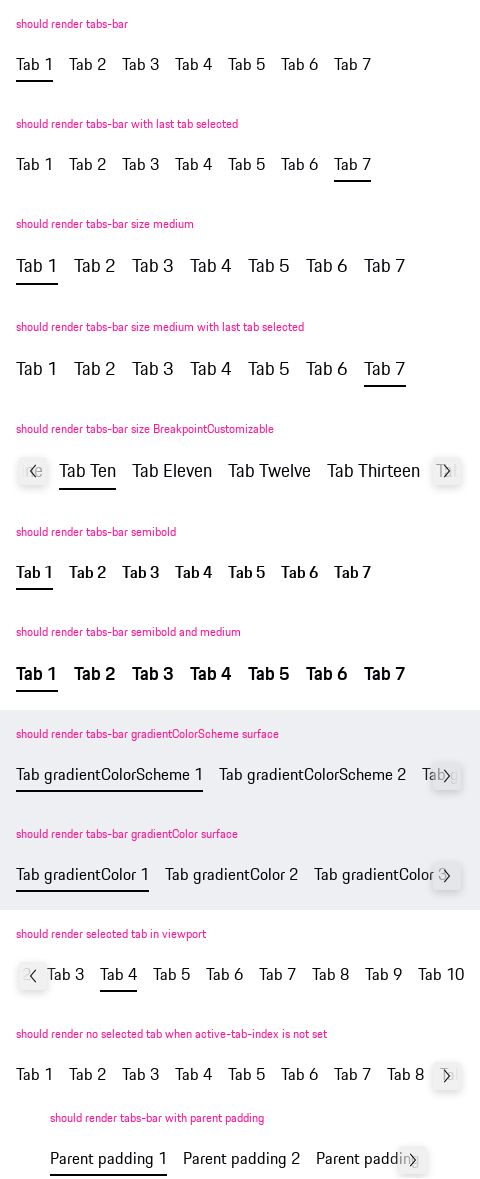 should render tabs-bar
Tab 1 Tab 2 Tab 3 Tab 4 Tab 5 Tab 6 Tab 7
should render tabs-bar with last tab selected
Tab 1 Tab 2 Tab 3 Tab 4 Tab 5 Tab 6 Tab 7
should render tabs-bar size medium
Tab 1 Tab 2 Tab 3 Tab 4 Tab 5 Tab 6 Tab 7
should render tabs-bar size medium with last tab selected
Tab 1 Tab 2 Tab 3 Tab 4 Tab 5 Tab 6 Tab 7
should render tabs-bar size BreakpointCustomizable
Tab Ten Tab Eleven Tab Twelve Tab Thirteen
should render tabs-bar semibold
Tab 1 Tab 2 Tab 3 Tab 4 Tab 5 Tab 6 Tab 7
should render tabs-bar semibold and medium
Tab 1 Tab 2 Tab 3 Tab 4 Tab 5 Tab 6 Tab 7
should render tabs-bar gradientColorScheme surface
Tab gradientColorScheme 1 Tab gradientColorScheme 2 Tab
should render tabs-bar gradientColor surface
Tab gradientColor 1 Tab gradientColor 2 Tab gradientColor 3
should render selected tab in viewport
2 Tab 3 Tab 4 Tab 5 Tab 6 Tab 7 Tab 8 Tab 9 Tab 10
should render no selected tab when active-tab-index is not set
Tab 1 Tab 2 Tab 3 Tab 4 Tab 5 Tab 6 Tab 7 Tab 8
should render tabs-bar with parent padding
Parent padding 1 Parent padding 2 Parent padding